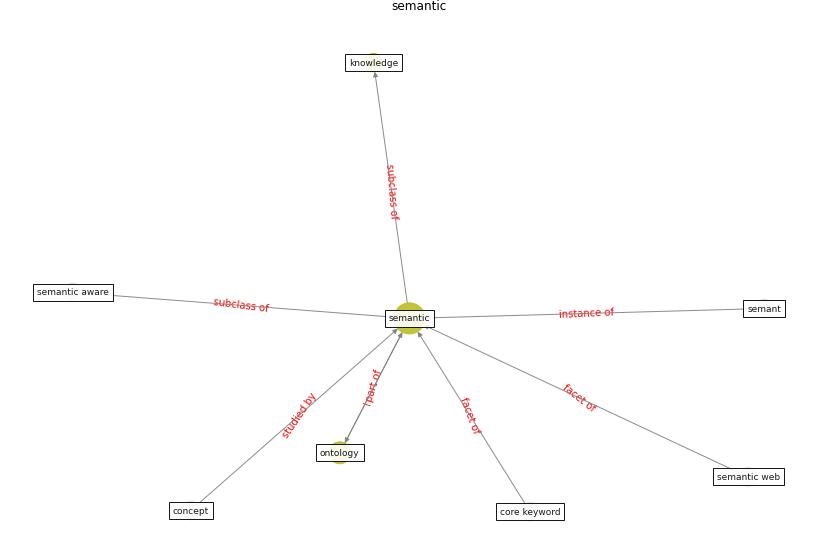 semantic
knowledge
subclass of
semantic aware
subclass of
semantic
instance of
semant
studied by
part of
facet of
facet of
ontology
semantic web
concept
core keyword